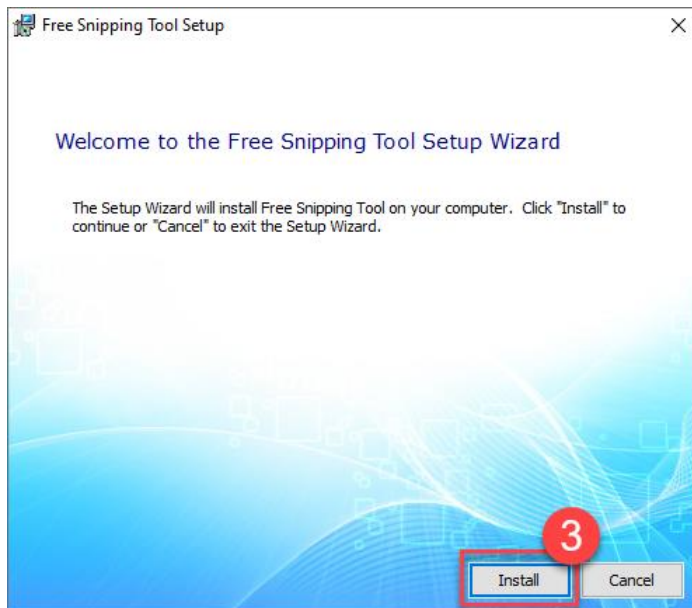 Free Snipping Tool Setup
Welcome to the Free Snipping Tool Setup Wizard
The Setup Wizard will install Free Snipping Tool on your computer.  Click "Install" to
continue or "Cancel" to exit the Setup Wizard.
3
Install Cancel